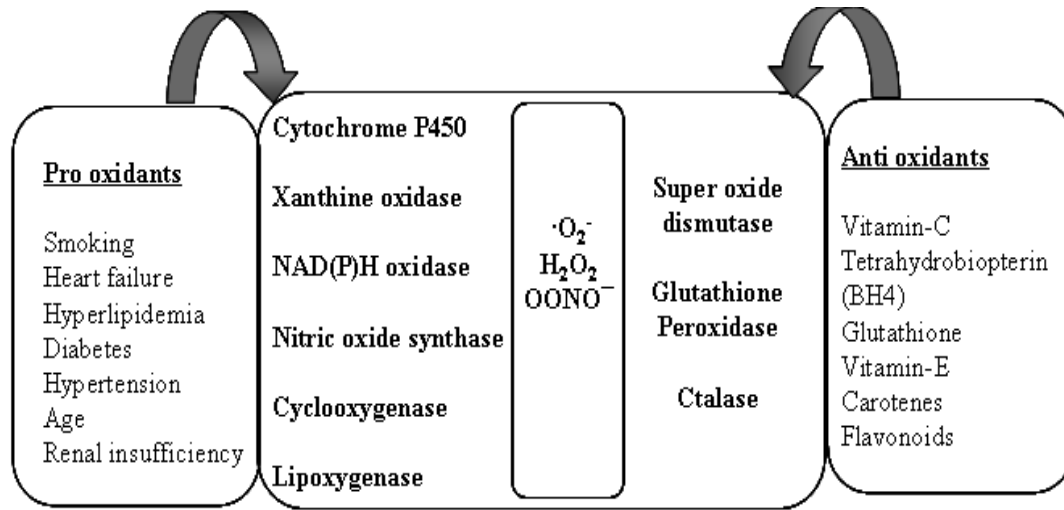 Pro oxidants
Smoking
Heart failure
Hyperlipidemia
Diabetes
Hypertension
Age
Renal insufficiency
Cytochrome P450
Xanthine oxidase
NAD(P)H oxidase
Nitric oxide synthase
Cyclooxygenase
Lipoxygenase
·O₂⁻
H₂O₂
OONO⁻
Super oxide
dismutase
Glutathione
Peroxidase
Ctalase
Anti oxidants
Vitamin-C
Tetrahydrobiopterin
(BH4)
Glutathione
Vitamin-E
Carotenes
Flavonoids